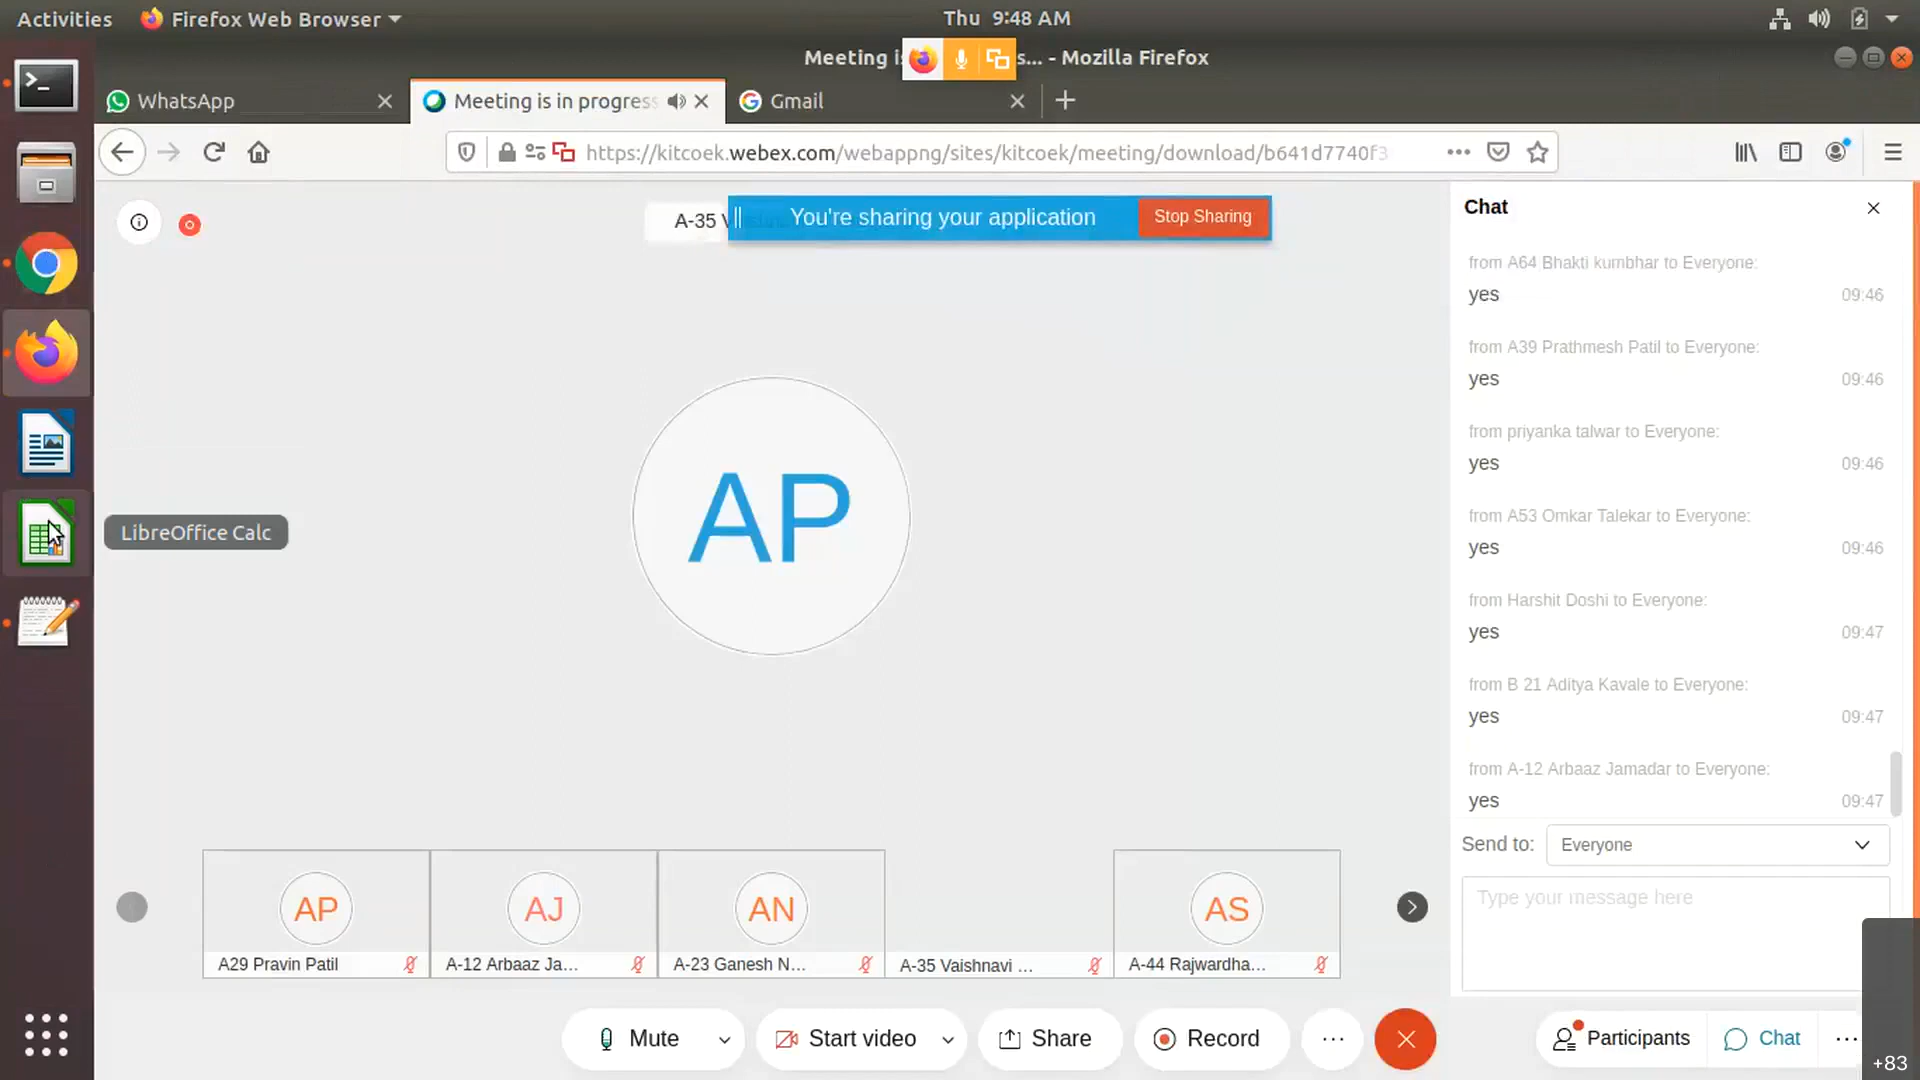 Activities
Firefox Web Browser
Thu 9:48 AM
Meeting i s... - Mozilla Firefox
WhatsApp
Meeting is in progress
Gmail
https://kitcoek.webex.com/webappng/sites/kitcoek/meeting/download/b641d7740f3
A-35 V
You're sharing your application
Stop Sharing
Chat
from A64 Bhakti kumbhar to Everyone:
yes 09:46
from A39 Prathmesh Patil to Everyone:
yes 09:46
from priyanka talwar to Everyone:
yes 09:46
from A53 Omkar Talekar to Everyone:
yes 09:46
from Harshit Doshi to Everyone:
yes 09:47
from B 21 Aditya Kavale to Everyone:
yes 09:47
from A-12 Arbaaz Jamadar to Everyone:
yes 09:47
Send to: Everyone
Type your message here
LibreOffice Calc
AP
AP
A29 Pravin Patil
AJ
A-12 Arbaaz Ja...
AN
A-23 Ganesh N...
A-35 Vaishnavi ...
AS
A-44 Rajwardha...
Mute
Start video
Share
Record
Participants
Chat
+83